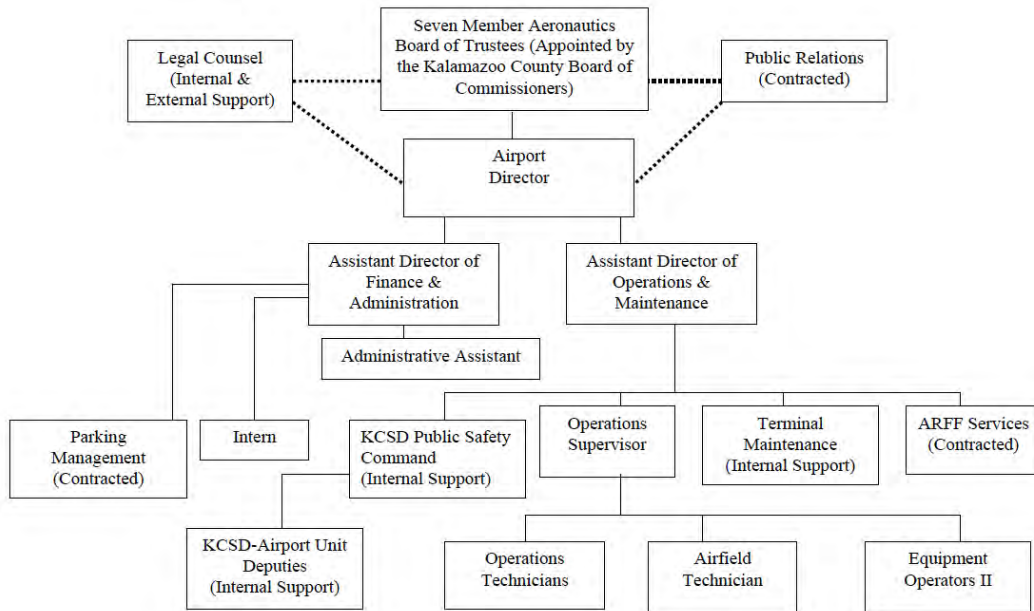 Seven Member Aeronautics
Board of Trustees (Appointed by
the Kalamazoo County Board of
Commissioners)
Legal Counsel
(Internal &
External Support)
Public Relations
(Contracted)
Airport
Director
Assistant Director of
Finance &
Administration
Assistant Director of
Operations &
Maintenance
Administrative Assistant
Parking
Management
(Contracted)
Intern
KCSD Public Safety
Command
(Internal Support)
Operations
Supervisor
Terminal
Maintenance
(Internal Support)
ARFF Services
(Contracted)
KCSD-Airport Unit
Deputies
(Internal Support)
Operations
Technicians
Airfield
Technician
Equipment
Operators II